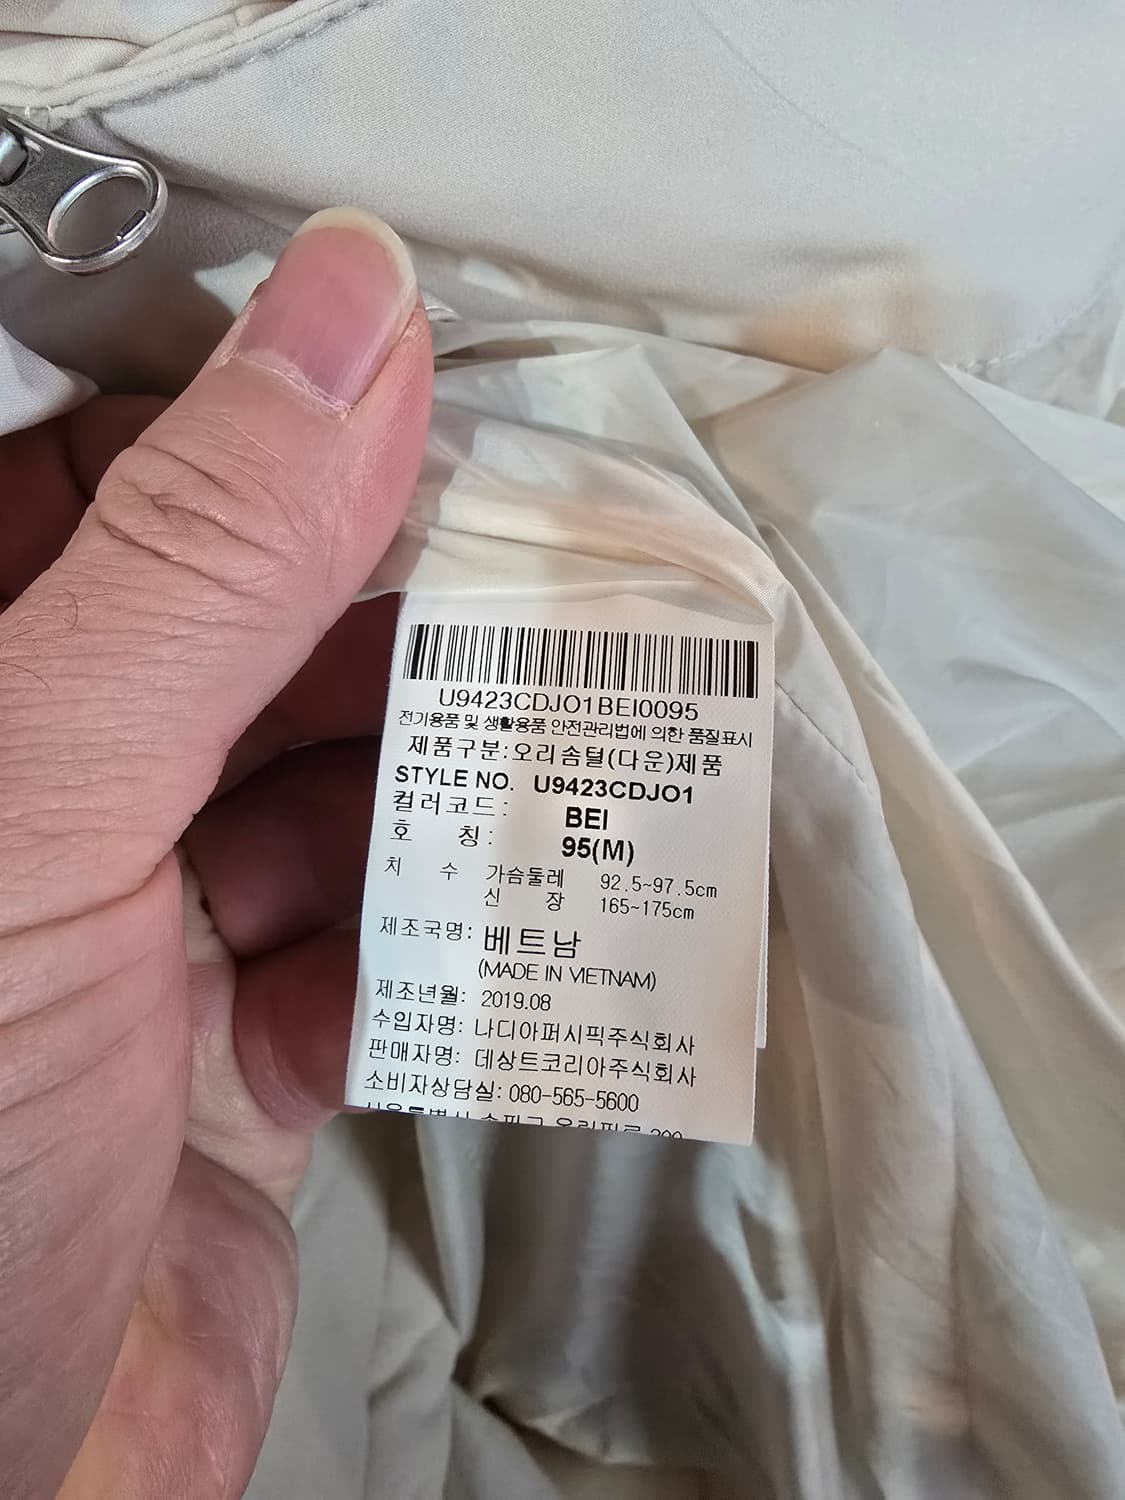 U9423CDJO1BEI0095
전기용품 및 생활용품 안전관리법에 의한 품질표시
제품구분:오리솜털(다운)제품
STYLE NO. U9423CDJO1
컬러코드: BEI
호 칭: 95(M)
치 수 가슴둘레 92.5~97.5cm
신 장 165~175cm
제조국명: 베트남
(MADE IN VIETNAM)
제조년월: 2019.08
수입자명: 나디아퍼시픽주식회사
판매자명: 데상트코리아주식회사
소비자상담실: 080-565-5600